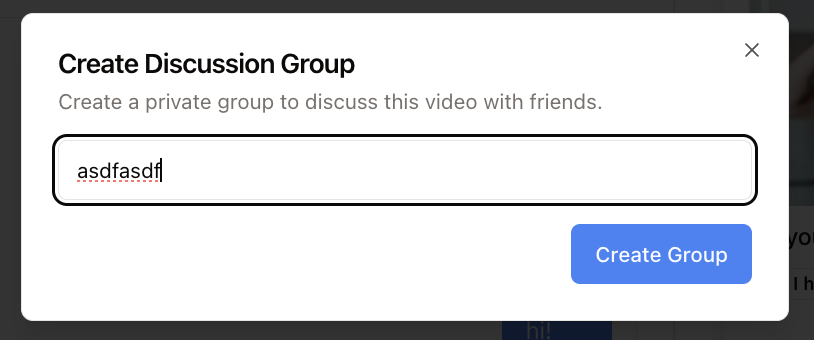 Create Discussion Group
Create a private group to discuss this video with friends.
asdfasdf
Create Group
you
I h
hi!